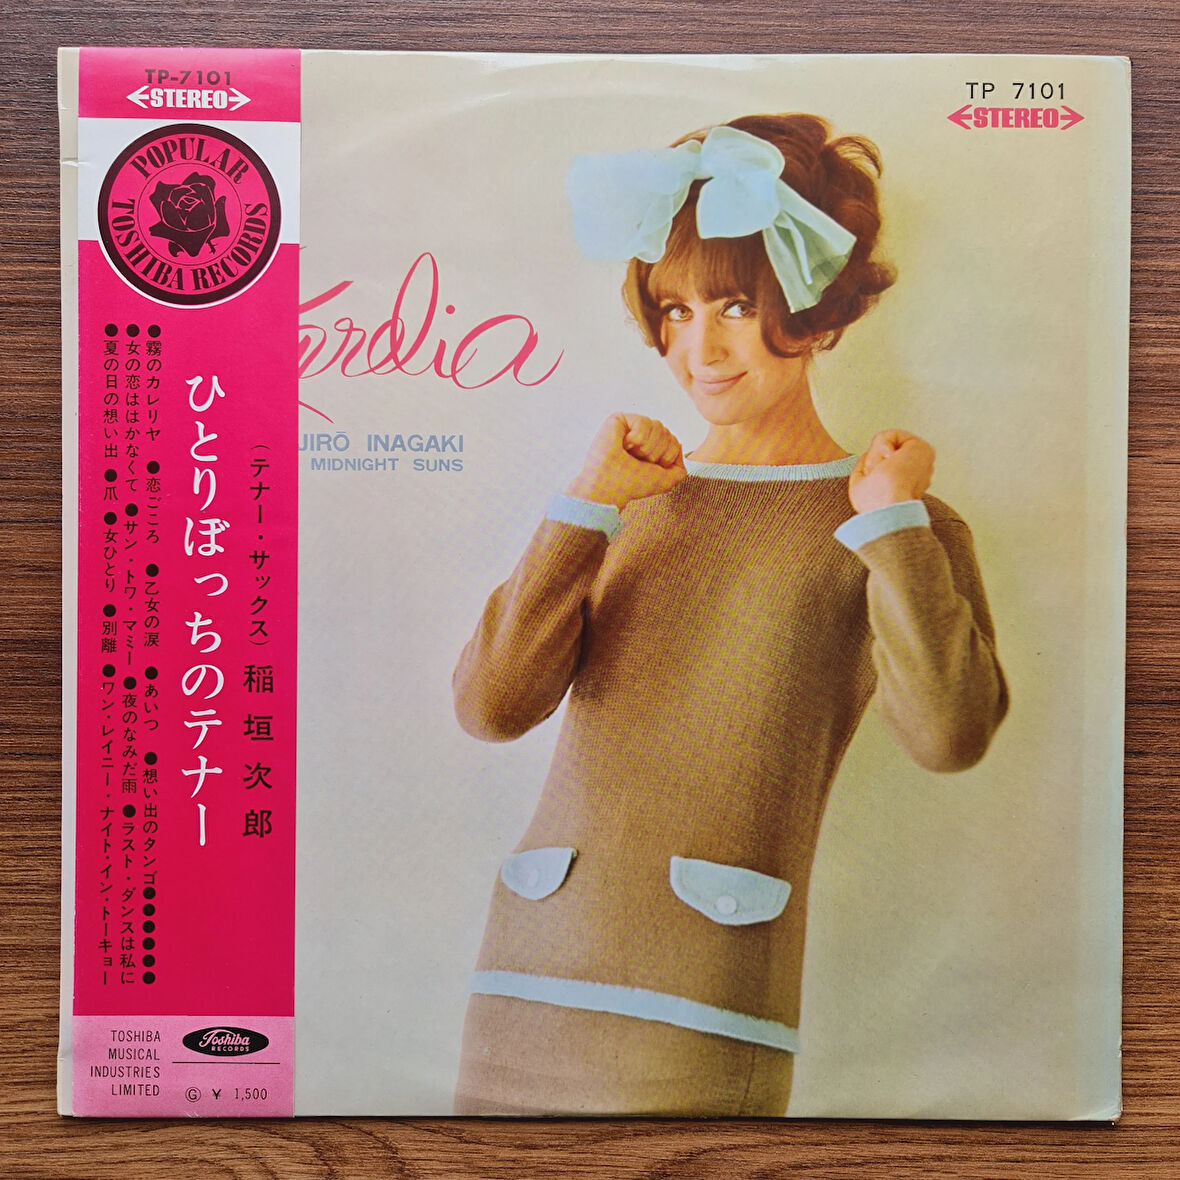 TP-7101
STEREO
POPULAR
TOSHIBA RECORDS
（テナー・サックス）稲垣次郎
ひとりぼっちのテナー
●霧のカレリヤ ●恋ごころ ●乙女の涙 ●あいつ ●想い出のタンゴ●●●●●
●女の恋ははかなくて ●サン・トワ・マミー ●夜のなみだ雨 ●ラスト・ダンスは私に
●夏の日の想い出 ●爪 ●女ひとり ●別離 ●ワン・レイニー・ナイト・イン・トーキョー
TOSHIBA
MUSICAL
INDUSTRIES
LIMITED
Toshiba
RECORDS
Ⓖ ¥ 1,500
TP 7101
STEREO
JIRŌ INAGAKI
MIDNIGHT SUNS